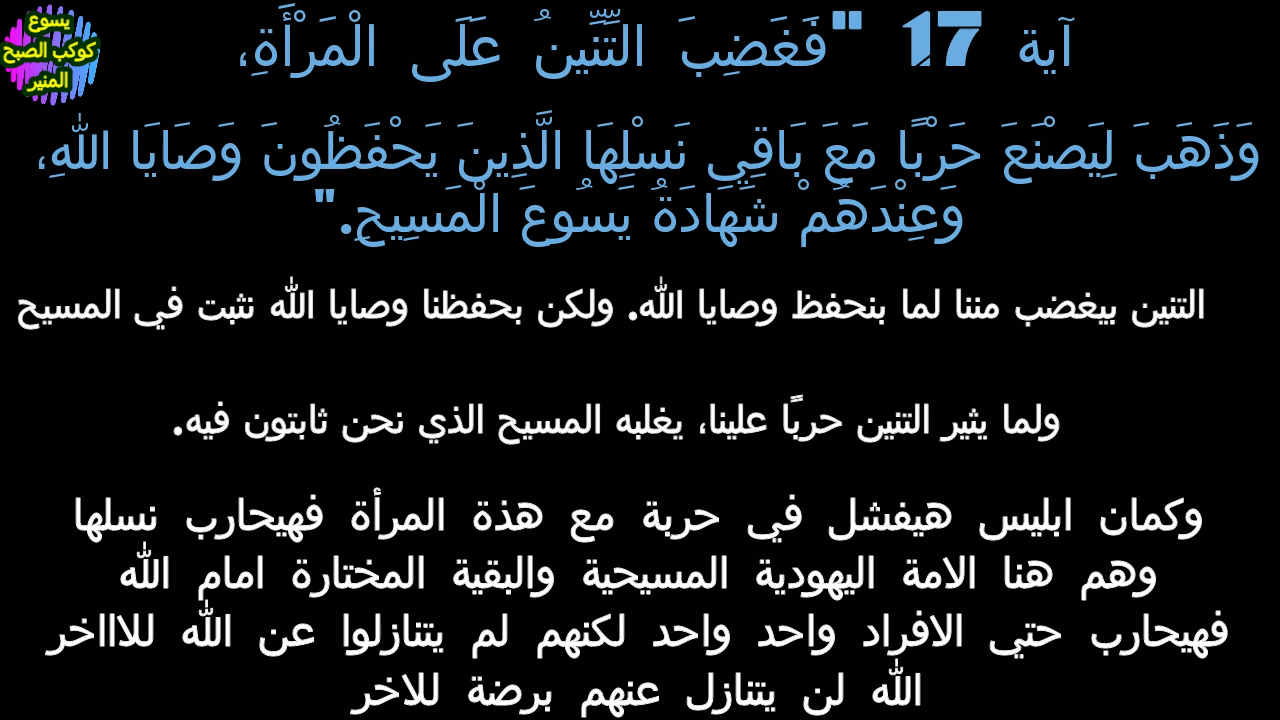 يسوع
كوكب الصبح
المنير
آية 17 "فَغَضِبَ التِّنِّينُ عَلَى الْمَرْأَةِ،
وَذَهَبَ لِيَصْنَعَ حَرْبًا مَعَ بَاقِي نَسْلِهَا الَّذِينَ يَحْفَظُونَ وَصَايَا اللهِ،
وَعِنْدَهُمْ شَهَادَةُ يَسُوعَ الْمَسِيحِ."
التنين بيغضب مننا لما بنحفظ وصايا الله. ولكن بحفظنا وصايا الله نثبت في المسيح
ولما يثير التنين حربًا علينا، يغلبه المسيح الذي نحن ثابتون فيه.
وكمان ابليس هيفشل في حربة مع هذة المرأة فهيحارب نسلها
وهم هنا الامة اليهودية المسيحية والبقية المختارة امام الله
فهيحارب حتي الافراد واحد واحد لكنهم لم يتنازلوا عن الله للاااخر
الله لن يتنازل عنهم برضة للاخر